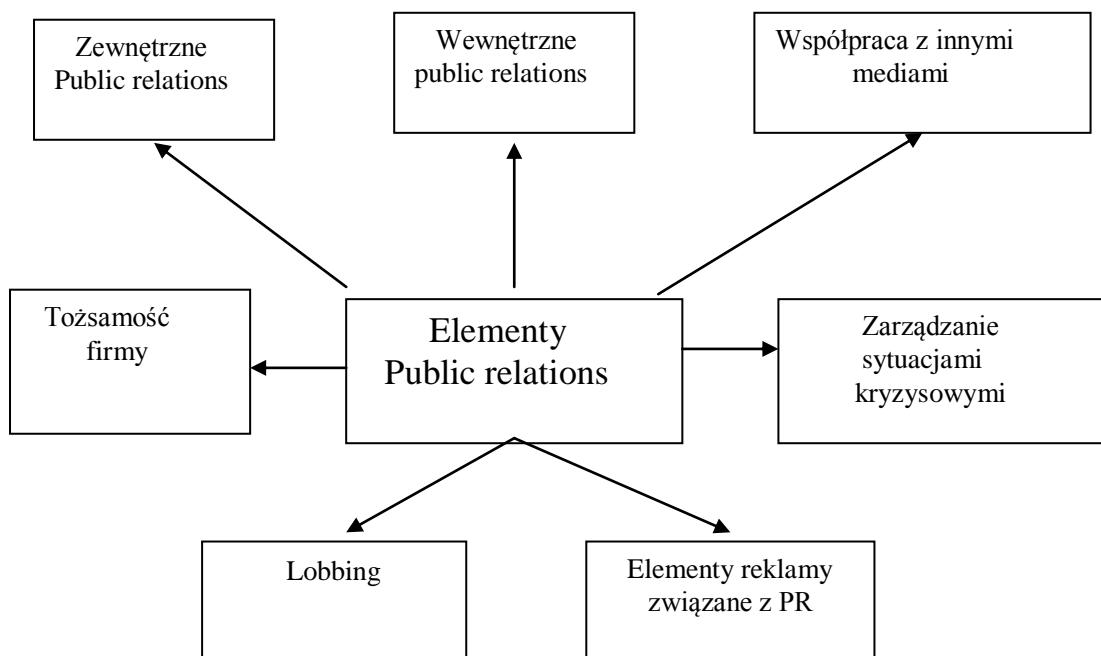 Zewnętrzne
Public relations
Wewnętrzne
public relations
Współpraca z innymi
mediami
Tożsamość
firmy
Elementy
Public relations
Zarządzanie
sytuacjami
kryzysowymi
Lobbing
Elementy reklamy
związane z PR